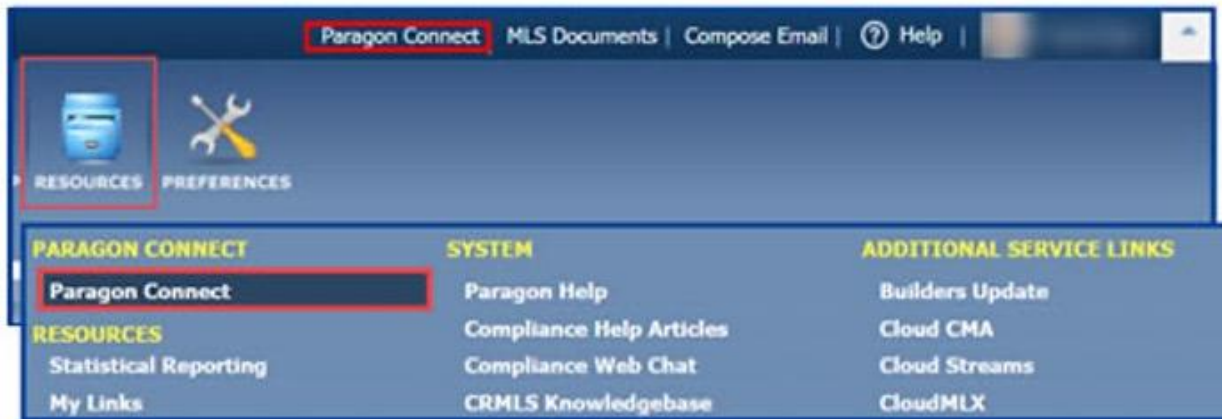 Paragon Connect MLS Documents | Compose Email | ? Help |
RESOURCES PREFERENCES
PARAGON CONNECT
Paragon Connect
RESOURCES
Statistical Reporting
My Links
SYSTEM
Paragon Help
Compliance Help Articles
Compliance Web Chat
CRMLS Knowledgebase
ADDITIONAL SERVICE LINKS
Builders Update
Cloud CMA
Cloud Streams
CloudMLX